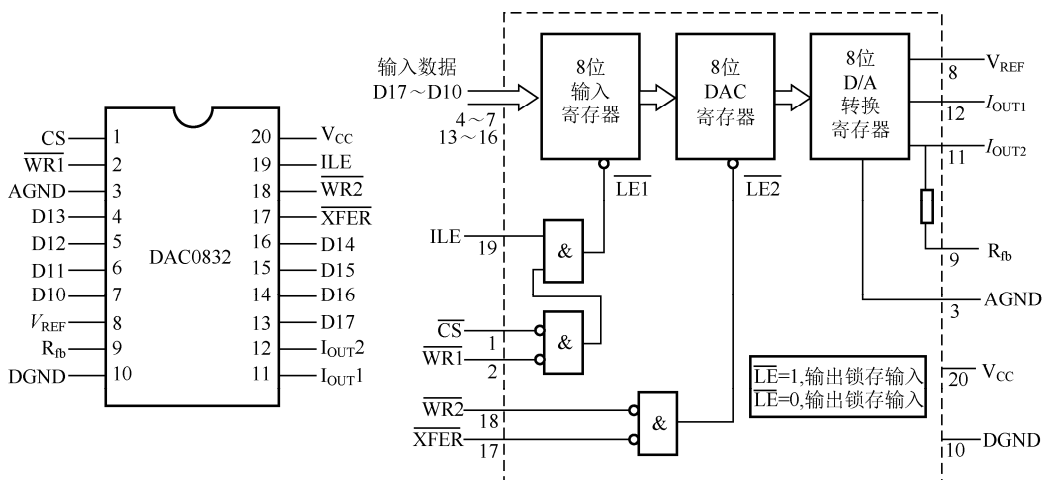 CS
WR1
AGND
D13
D12
D11
D10
VREF
Rfb
DGND
1
2
3
4
5
6
7
8
9
10
DAC0832
20
19
18
17
16
15
14
13
12
11
VCC
ILE
WR2
XFER
D14
D15
D16
D17
IOUT2
IOUT1
输入数据
D17～D10
4～7
13～16
8位
输入
寄存器
8位
DAC
寄存器
8位
D/A
转换
寄存器
VREF
8
IOUT1
12
IOUT2
11
Rfb
9
AGND
3
LE1
LE2
ILE
19
&
CS
1
WR1
2
&
WR2
18
XFER
17
&
LE=1,输出锁存输入
LE=0,输出锁存输入
VCC
20
DGND
10